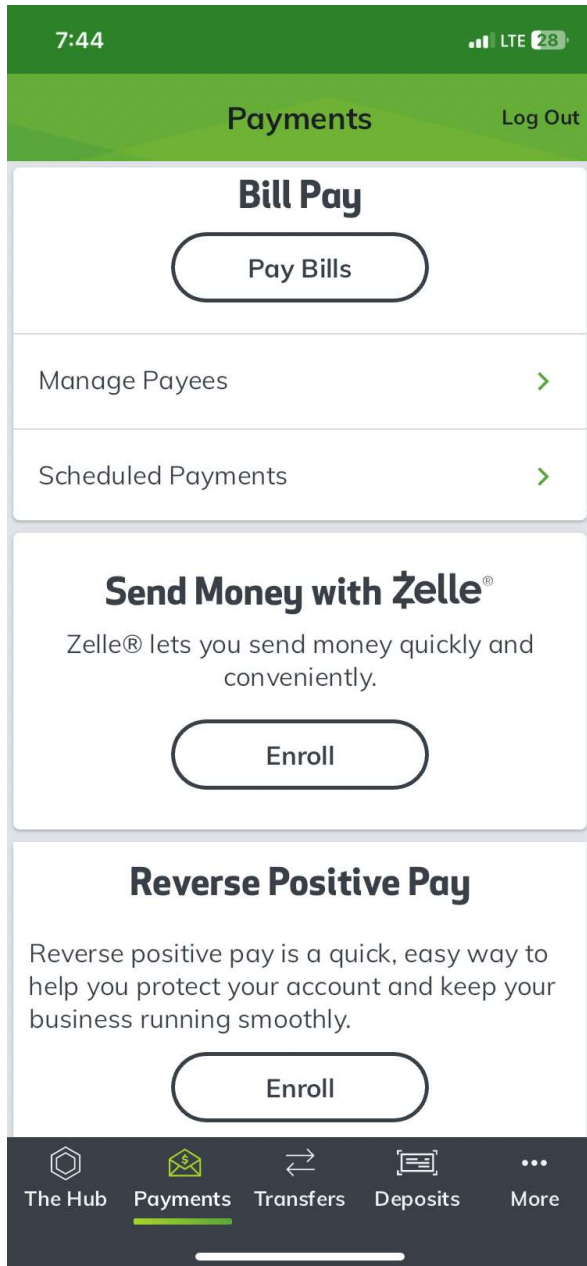 7:44 LTE 28
Payments Log Out
Bill Pay
Pay Bills
Manage Payees
Scheduled Payments
Send Money with Zelle®
Zelle® lets you send money quickly and
conveniently.
Enroll
Reverse Positive Pay
Reverse positive pay is a quick, easy way to
help you protect your account and keep your
business running smoothly.
Enroll
The Hub Payments Transfers Deposits More